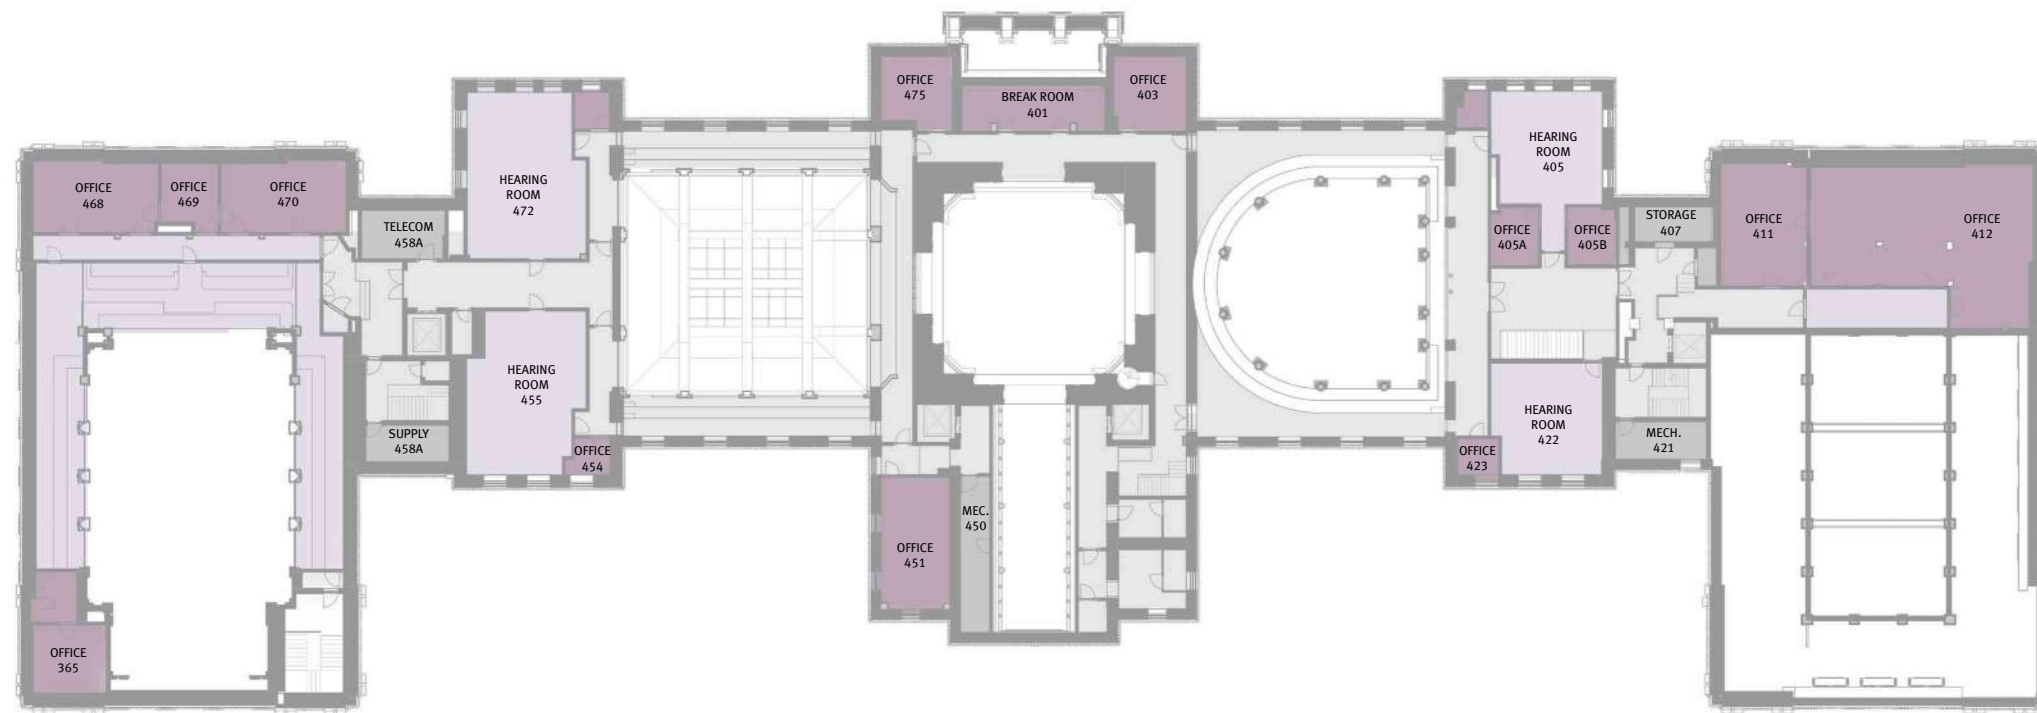 OFFICE
475
BREAK ROOM
401
OFFICE
403
OFFICE
468
OFFICE
469
OFFICE
470
HEARING
ROOM
472
TELECOM
458A
HEARING
ROOM
405
OFFICE
405A
OFFICE
405B
STORAGE
407
OFFICE
411
OFFICE
412
HEARING
ROOM
455
SUPPLY
458A
OFFICE
454
HEARING
ROOM
422
OFFICE
423
MECH.
421
MEC.
450
OFFICE
451
OFFICE
365